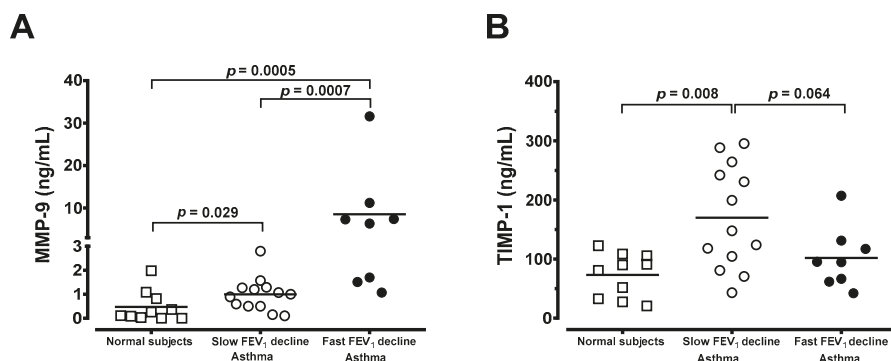 A
B
p = 0.0005
p = 0.0007
p = 0.029
MMP-9 (ng/mL)
40
30
20
10
3
2
1
0
Normal subjects
Slow FEV1 decline
Asthma
Fast FEV1 decline
Asthma
p = 0.008
p = 0.064
TIMP-1 (ng/mL)
400
300
200
100
0
Normal subjects
Slow FEV1 decline
Asthma
Fast FEV1 decline
Asthma